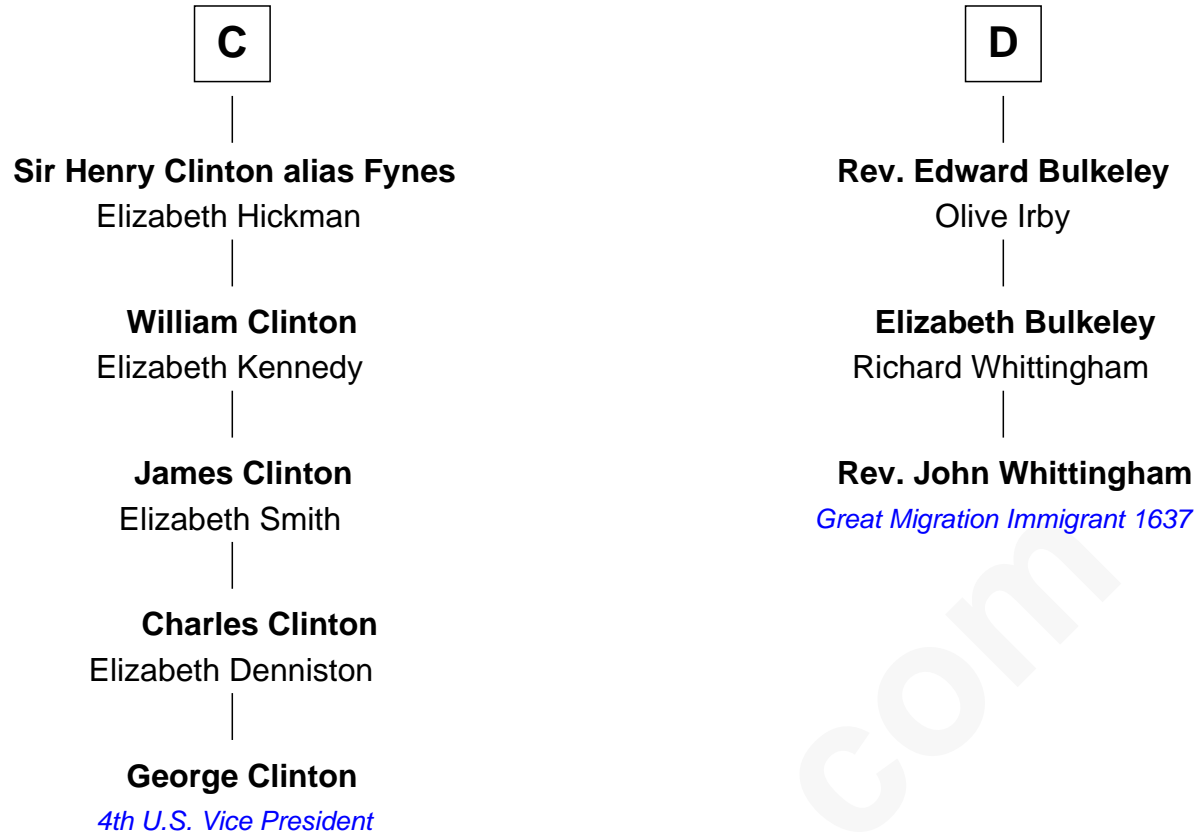 C
Sir Henry Clinton alias Fynes
Elizabeth Hickman
William Clinton
Elizabeth Kennedy
James Clinton
Elizabeth Smith
Charles Clinton
Elizabeth Denniston
George Clinton
4th U.S. Vice President
D
Rev. Edward Bulkeley
Olive Irby
Elizabeth Bulkeley
Richard Whittingham
Rev. John Whittingham
Great Migration Immigrant 1637
com